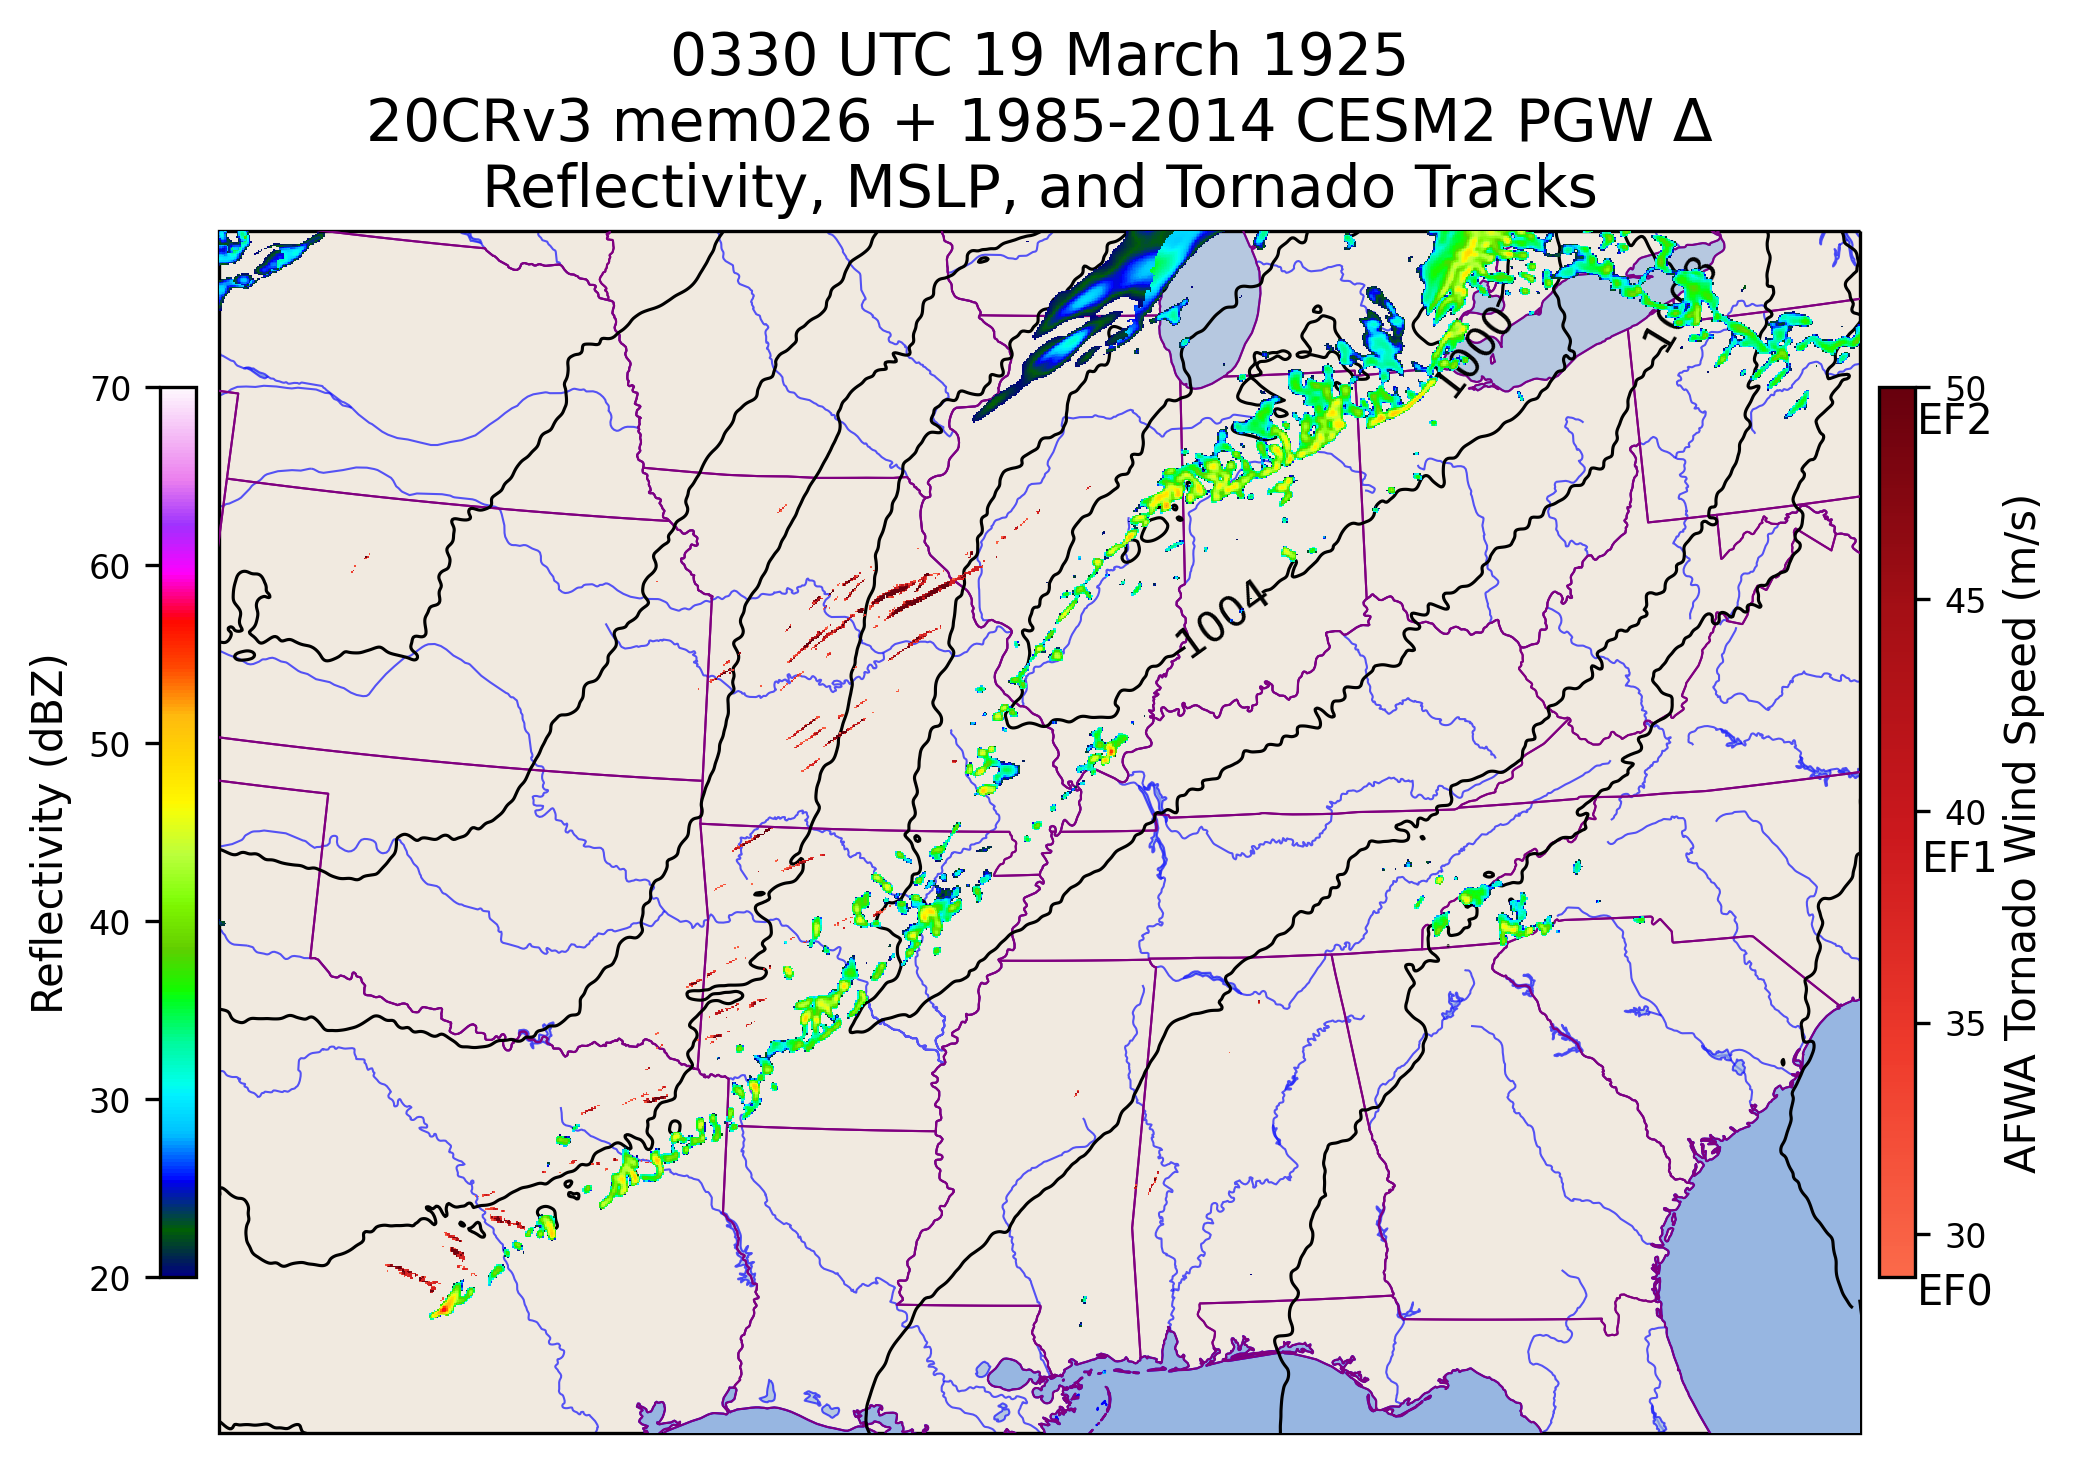 0330 UTC 19 March 1925
20CRv3 mem026 + 1985-2014 CESM2 PGW Δ
Reflectivity, MSLP, and Tornado Tracks
Reflectivity (dBZ)
70
60
50
40
30
20
1000
1004
50
EF2
45
40
EF1
35
30
EF0
AFWA Tornado Wind Speed (m/s)